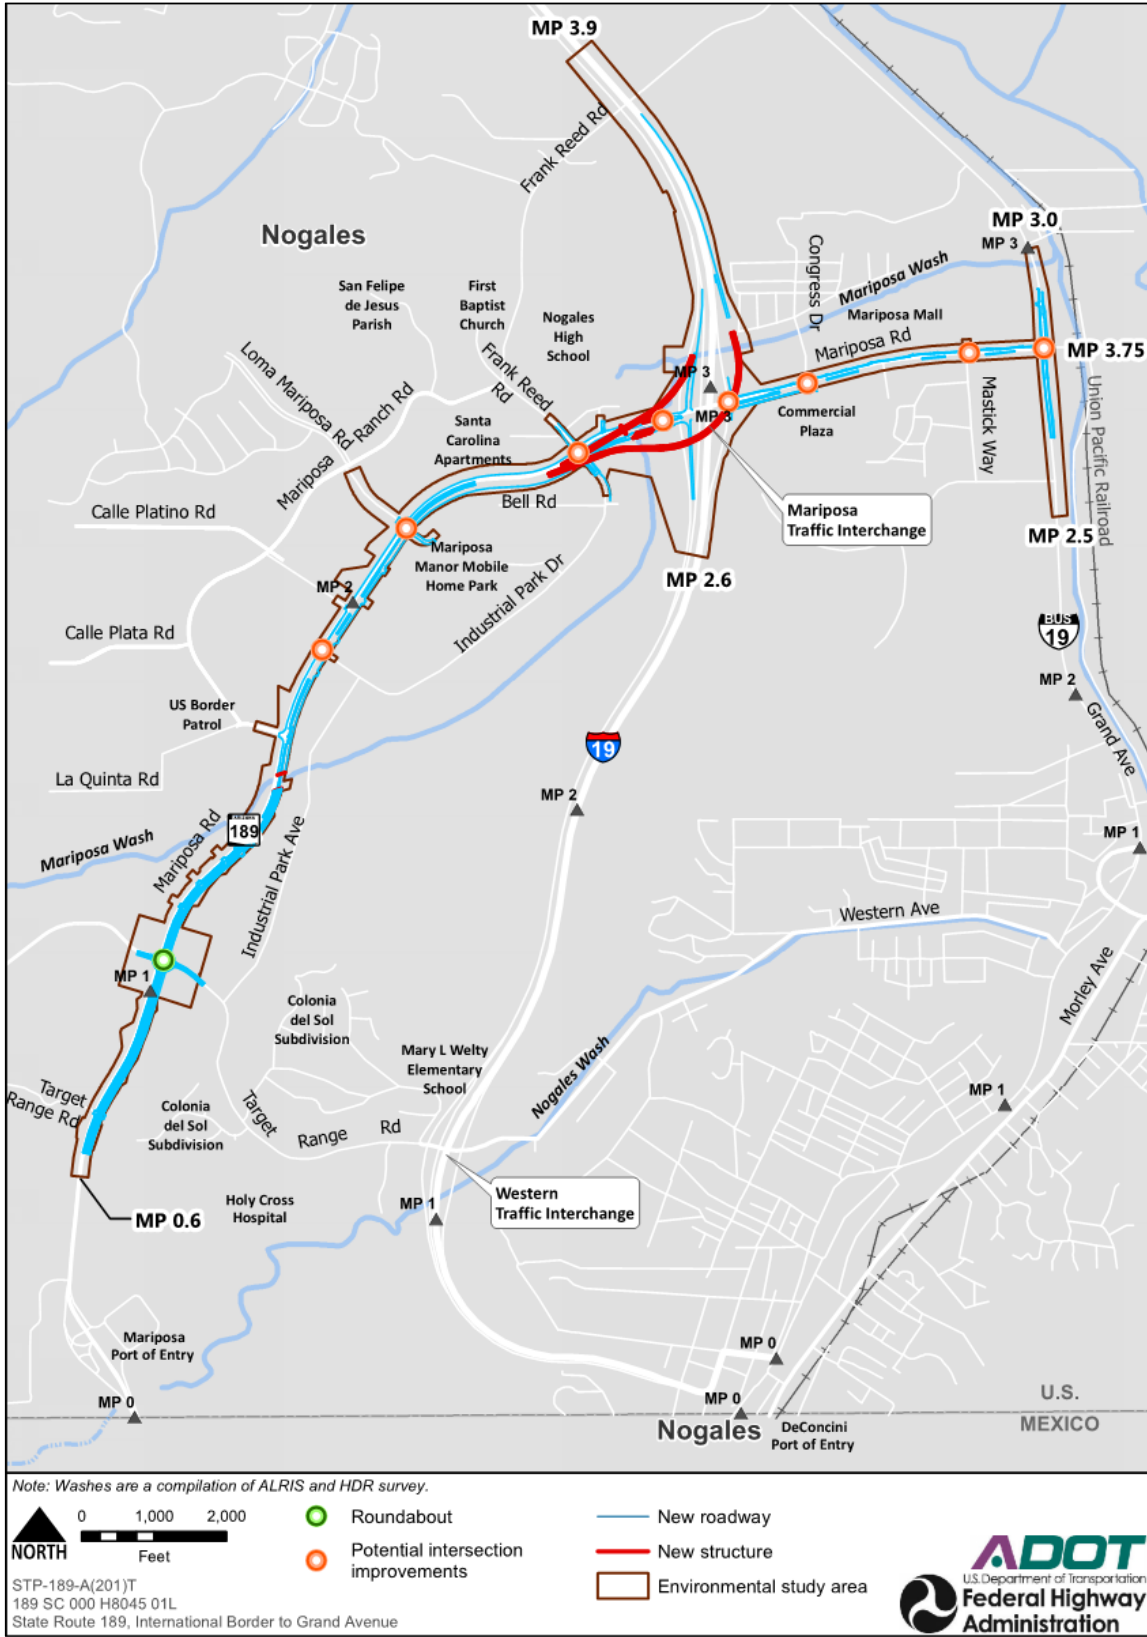 MP 3.9
Frank Reed Rd
Nogales
MP 3.0
MP 3
Congress Dr
Mariposa Wash
San Felipe
de Jesus
Parish
First
Baptist
Church
Nogales
High
School
Mariposa Mall
Mariposa Rd
MP 3.75
Loma Mariposa Rd
Mariposa Ranch Rd
Frank Reed
Rd
MP 3
MP 3
Commercial
Plaza
Mastick Way
Union Pacific Railroad
Santa
Carolina
Apartments
Bell Rd
Mariposa
Traffic Interchange
Calle Platino Rd
MP 2.5
Mariposa
Manor Mobile
Home Park
MP 2
Industrial Park Dr
MP 2.6
Calle Plata Rd
BUS
19
MP 2
Grand Ave
US Border
Patrol
19
La Quinta Rd
MP 2
189
Mariposa Rd
Mariposa Wash
Industrial Park Ave
MP 1
Western Ave
Morley Ave
MP 1
Colonia
del Sol
Subdivision
Mary L Welty
Elementary
School
Nogales Wash
MP 1
Target
Range Rd
Colonia
del Sol
Subdivision
Target
Range Rd
Western
Traffic Interchange
Holy Cross
Hospital
MP 1
MP 0.6
Mariposa
Port of Entry
MP 0
MP 0
MP 0
U.S.
MEXICO
Nogales
DeConcini
Port of Entry
Note: Washes are a compilation of ALRIS and HDR survey.
NORTH
0 1,000 2,000
Feet
Roundabout
Potential intersection
improvements
New roadway
New structure
Environmental study area
STP-189-A(201)T
189 SC 000 H8045 01L
State Route 189, International Border to Grand Avenue
ADOT
U.S. Department of Transportation
Federal Highway
Administration